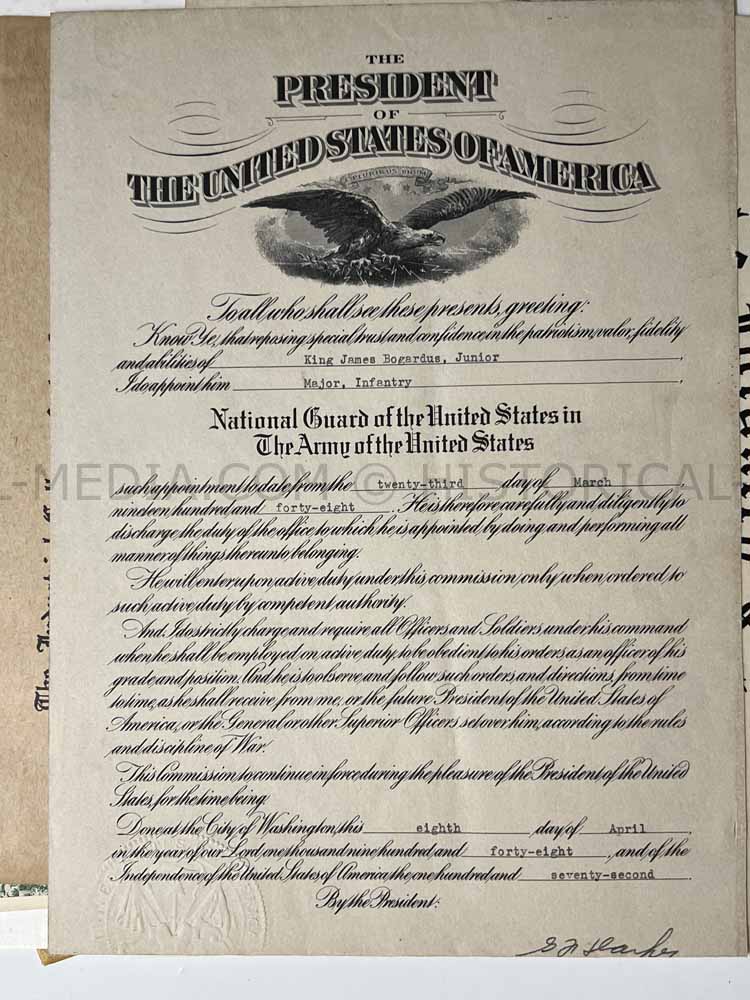 THE
PRESIDENT
OF
THE UNITED STATES OF AMERICA
E PLURIBUS UNUM
To all who shall see these presents, greeting:
Know Ye, that reposing special trust and confidence in the patriotism, valor, fidelity
and abilities of King James Bogardus, Junior,
I do appoint him Major, Infantry,
National Guard of the United States in
The Army of the United States
such appointment to date from the twenty-third day of March,
nineteen hundred and forty-eight. He is therefore carefully and diligently to
discharge the duty of the office to which he is appointed by doing and performing all
manner of things thereunto belonging.
He will enter upon active duty under this commission only when ordered to
such active duty by competent authority.
And I do strictly charge and require all Officers and Soldiers under his command
when he shall be employed on active duty to be obedient to his orders as an officer of his
grade and position. And he is to observe and follow such orders and directions, from time
to time, as he shall receive from me, or the future President of the United States of
America, or the General or other Superior Officers set over him, according to the rules
and discipline of War.
This Commission to continue in force during the pleasure of the President of the United
States, for the time being.
Done at the City of Washington, this eighth day of April
in the year of our Lord one thousand nine hundred and forty-eight, and of the
Independence of the United States of America the one hundred and seventy-second.
By the President:
L-MEDIA.COM © HISTORICAL-